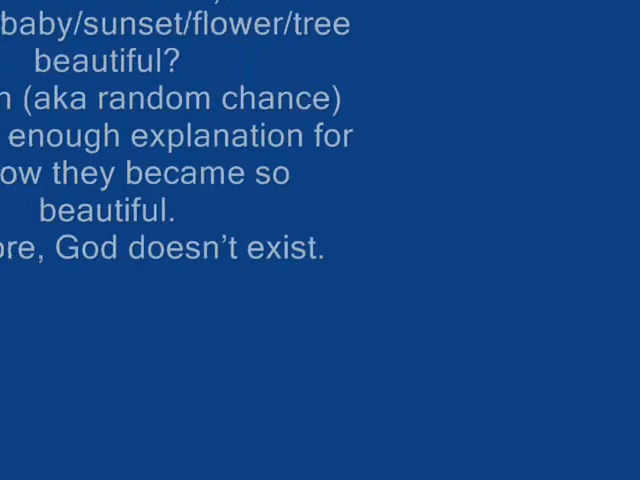 baby/sunset/flower/tree
beautiful?
(aka random chance)
enough explanation for
they became so
beautiful.
God doesn’t exist.